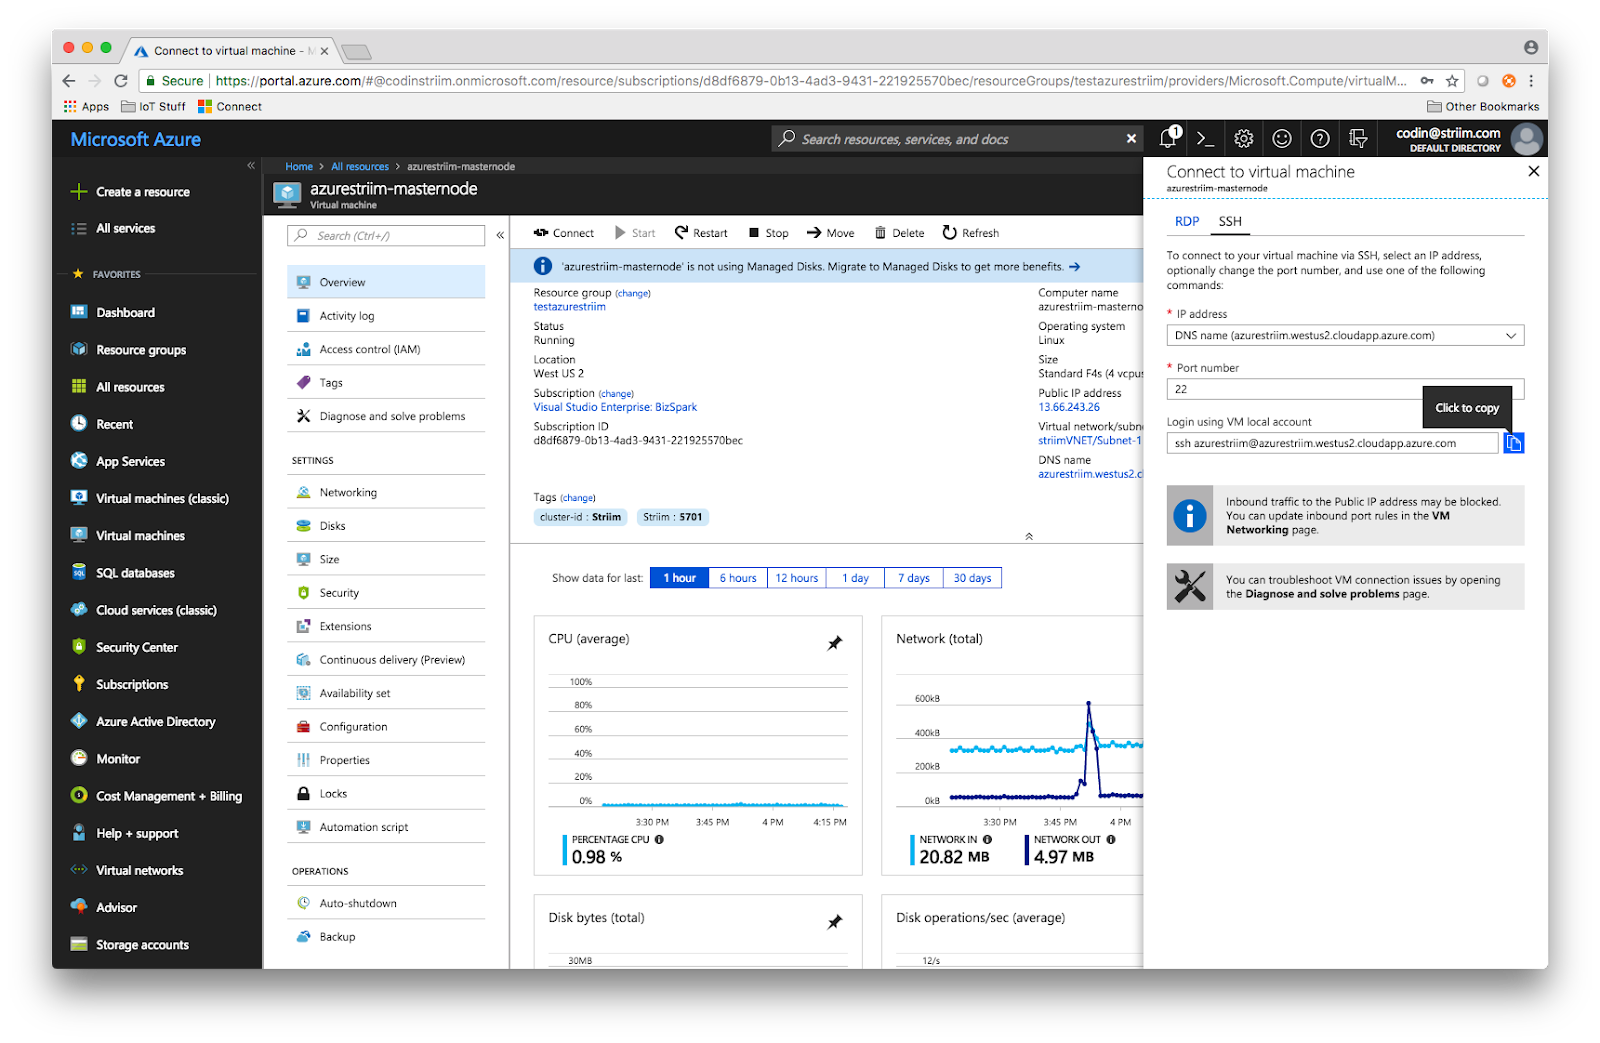 Connect to virtual machine - M
Secure
https://portal.azure.com/#@codinstriim.onmicrosoft.com/resource/subscriptions/d8df6879-0b13-4ad3-9431-221925570bec/resourceGroups/testazurestriim/providers/Microsoft.Compute/virtualM...
Apps
IoT Stuff
Connect
Other Bookmarks
Microsoft Azure
Search resources, services, and docs
1
codin@striim.com
DEFAULT DIRECTORY
Create a resource
All services
FAVORITES
Dashboard
Resource groups
All resources
Recent
App Services
Virtual machines (classic)
Virtual machines
SQL databases
Cloud services (classic)
Security Center
Subscriptions
Azure Active Directory
Monitor
Cost Management + Billing
Help + support
Virtual networks
Advisor
Storage accounts
Home > All resources > azurestriim-masternode
azurestriim-masternode
Virtual machine
Search (Ctrl+/)
Overview
Activity log
Access control (IAM)
Tags
Diagnose and solve problems
SETTINGS
Networking
Disks
Size
Security
Extensions
Continuous delivery (Preview)
Availability set
Configuration
Properties
Locks
Automation script
OPERATIONS
Auto-shutdown
Backup
Connect
Start
Restart
Stop
Move
Delete
Refresh
'azurestriim-masternode' is not using Managed Disks. Migrate to Managed Disks to get more benefits.
Resource group (change)
testazurestriim
Status
Running
Location
West US 2
Subscription (change)
Visual Studio Enterprise: BizSpark
Subscription ID
d8df6879-0b13-4ad3-9431-221925570bec
Computer name
azurestriim-masterno
Operating system
Linux
Size
Standard F4s (4 vcpus
Public IP address
13.66.243.26
Virtual network/subne
striimVNET/Subnet-1
DNS name
azurestriim.westus2.cl
Tags (change)
cluster-id : Striim
Striim : 5701
Show data for last:
1 hour
6 hours
12 hours
1 day
7 days
30 days
CPU (average)
100%
80%
60%
40%
20%
0%
3:30 PM
3:45 PM
4 PM
4:15 PM
PERCENTAGE CPU
0.98 %
Network (total)
600kB
400kB
200kB
0kB
3:30 PM
3:45 PM
4 PM
NETWORK IN
20.82 MB
NETWORK OUT
4.97 MB
Disk bytes (total)
30MB
Disk operations/sec (average)
12/s
Connect to virtual machine
azurestriim-masternode
RDP
SSH
To connect to your virtual machine via SSH, select an IP address,
optionally change the port number, and use one of the following
commands:
* IP address
DNS name (azurestriim.westus2.cloudapp.azure.com)
* Port number
22
Click to copy
Login using VM local account
ssh azurestriim@azurestriim.westus2.cloudapp.azure.com
Inbound traffic to the Public IP address may be blocked.
You can update inbound port rules in the VM
Networking page.
You can troubleshoot VM connection issues by opening
the Diagnose and solve problems page.